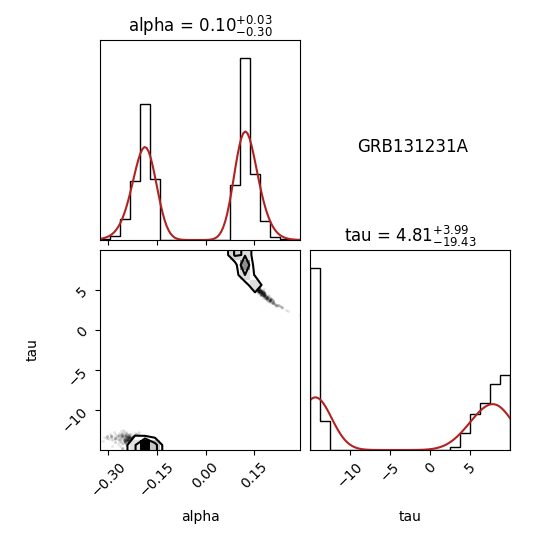 alpha = 0.10+0.03 −0.30
GRB131231A
tau = 4.81+3.99 −19.43
5
0
−5
−10
tau
−0.30 −0.15 0.00 0.15
−10 −5 0 5
alpha tau